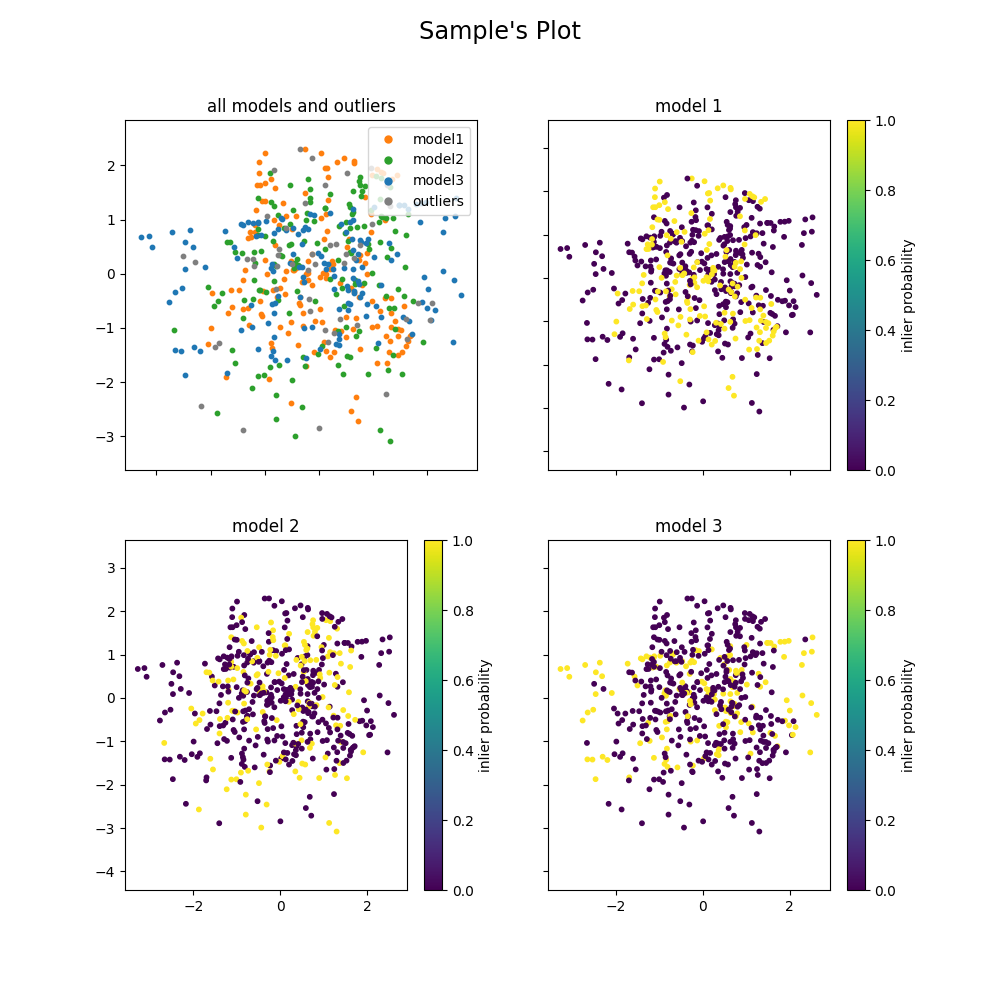 Sample's Plot
all models and outliers
model1
model2
model3
outliers
2
1
0
−1
−2
−3
model 1
1.0
0.8
0.6
0.4
0.2
0.0
inlier probability
model 2
3
2
1
0
−1
−2
−3
−4
−2 0 2
1.0
0.8
0.6
0.4
0.2
0.0
inlier probability
model 3
−2 0 2
1.0
0.8
0.6
0.4
0.2
0.0
inlier probability